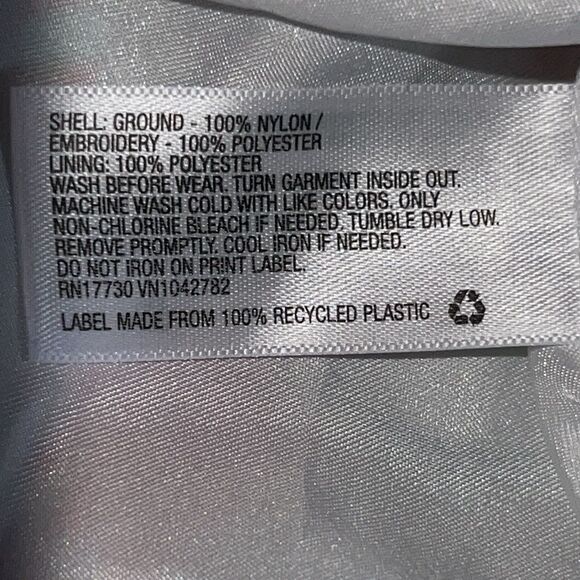 SHELL: GROUND - 100% NYLON /
EMBROIDERY - 100% POLYESTER
LINING: 100% POLYESTER
WASH BEFORE WEAR. TURN GARMENT INSIDE OUT.
MACHINE WASH COLD WITH LIKE COLORS. ONLY
NON-CHLORINE BLEACH IF NEEDED. TUMBLE DRY LOW.
REMOVE PROMPTLY. COOL IRON IF NEEDED.
DO NOT IRON ON PRINT LABEL.
RN17730 VN1042782
LABEL MADE FROM 100% RECYCLED PLASTIC